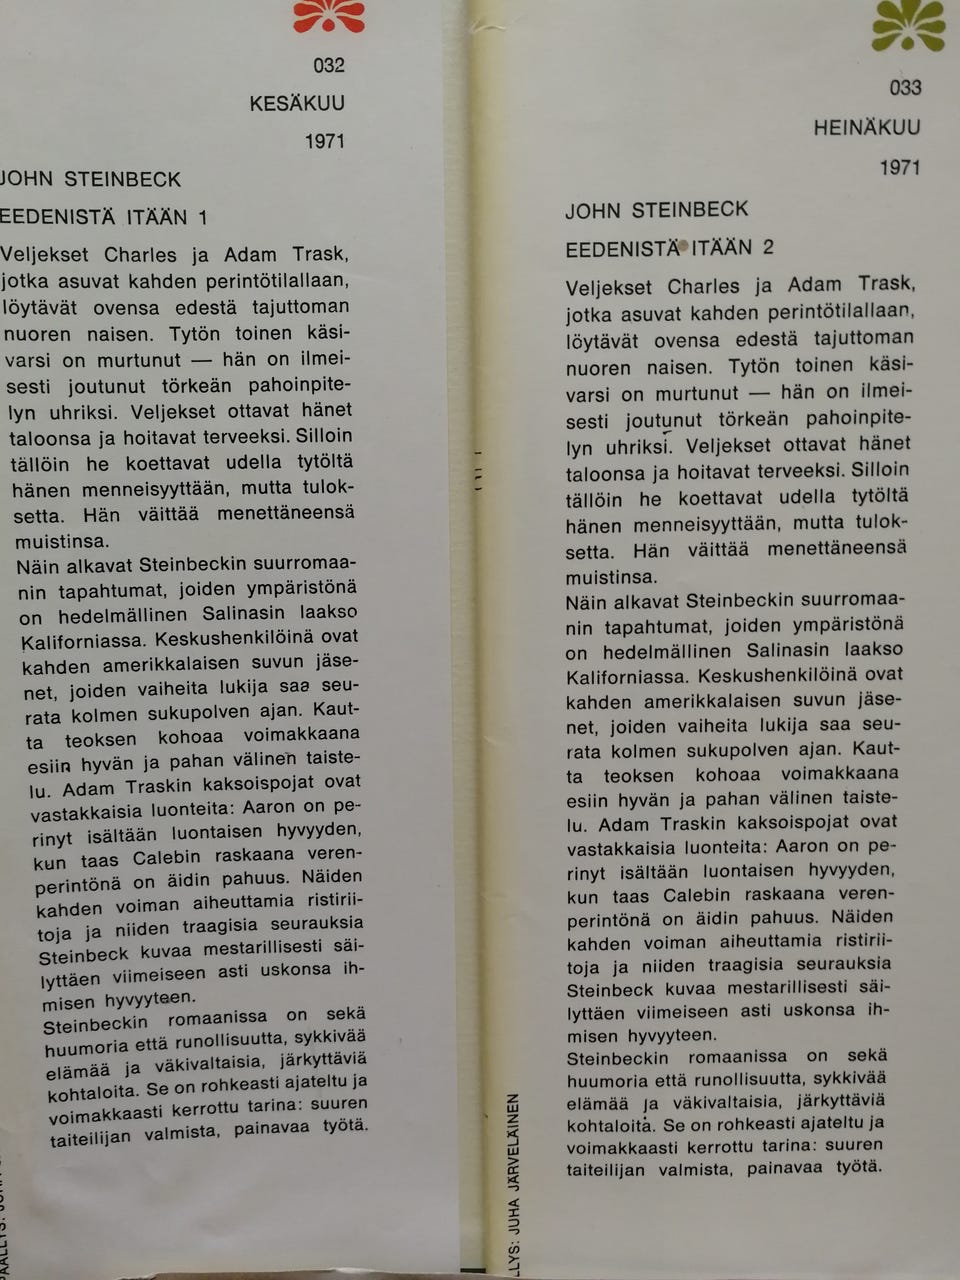 032
KESÄKUU
1971
JOHN STEINBECK
EEDENISTÄ ITÄÄN 1
Veljekset Charles ja Adam Trask,
jotka asuvat kahden perintötilallaan,
löytävät ovensa edestä tajuttoman
nuoren naisen. Tytön toinen käsi-
varsi on murtunut — hän on ilmei-
sesti joutunut törkeän pahoinpite-
lyn uhriksi. Veljekset ottavat hänet
taloonsa ja hoitavat terveeksi. Silloin
tällöin he koettavat udella tytöltä
hänen menneisyyttään, mutta tulok-
setta. Hän väittää menettäneensä
muistinsa.
Näin alkavat Steinbeckin suurromaa-
nin tapahtumat, joiden ympäristönä
on hedelmällinen Salinasin laakso
Kaliforniassa. Keskushenkilöinä ovat
kahden amerikkalaisen suvun jäse-
net, joiden vaiheita lukija saa seu-
rata kolmen sukupolven ajan. Kaut-
ta teoksen kohoaa voimakkaana
esiin hyvän ja pahan välinen taiste-
lu. Adam Traskin kaksoispojat ovat
vastakkaisia luonteita: Aaron on pe-
rinyt isältään luontaisen hyvyyden,
kun taas Calebin raskaana veren-
perintönä on äidin pahuus. Näiden
kahden voiman aiheuttamia ristirii-
toja ja niiden traagisia seurauksia
Steinbeck kuvaa mestarillisesti säi-
lyttäen viimeiseen asti uskonsa ih-
misen hyvyyteen.
Steinbeckin romaanissa on sekä
huumoria että runollisuutta, sykkivää
elämää ja väkivaltaisia, järkyttäviä
kohtaloita. Se on rohkeasti ajateltu ja
voimakkaasti kerrottu tarina: suuren
taiteilijan valmista, painavaa työtä.
033
HEINÄKUU
1971
JOHN STEINBECK
EEDENISTÄ ITÄÄN 2
Veljekset Charles ja Adam Trask,
jotka asuvat kahden perintötilallaan,
löytävät ovensa edestä tajuttoman
nuoren naisen. Tytön toinen käsi-
varsi on murtunut — hän on ilmei-
sesti joutunut törkeän pahoinpite-
lyn uhriksi. Veljekset ottavat hänet
taloonsa ja hoitavat terveeksi. Silloin
tällöin he koettavat udella tytöltä
hänen menneisyyttään, mutta tulok-
setta. Hän väittää menettäneensä
muistinsa.
Näin alkavat Steinbeckin suurromaa-
nin tapahtumat, joiden ympäristönä
on hedelmällinen Salinasin laakso
Kaliforniassa. Keskushenkilöinä ovat
kahden amerikkalaisen suvun jäse-
net, joiden vaiheita lukija saa seu-
rata kolmen sukupolven ajan. Kaut-
ta teoksen kohoaa voimakkaana
esiin hyvän ja pahan välinen taiste-
lu. Adam Traskin kaksoispojat ovat
vastakkaisia luonteita: Aaron on pe-
rinyt isältään luontaisen hyvyyden,
kun taas Calebin raskaana veren-
perintönä on äidin pahuus. Näiden
kahden voiman aiheuttamia ristirii-
toja ja niiden traagisia seurauksia
Steinbeck kuvaa mestarillisesti säi-
lyttäen viimeiseen asti uskonsa ih-
misen hyvyyteen.
Steinbeckin romaanissa on sekä
huumoria että runollisuutta, sykkivää
elämää ja väkivaltaisia, järkyttäviä
kohtaloita. Se on rohkeasti ajateltu ja
voimakkaasti kerrottu tarina: suuren
taiteilijan valmista, painavaa työtä.
LLYS: JUHA JÄRVELÄINEN